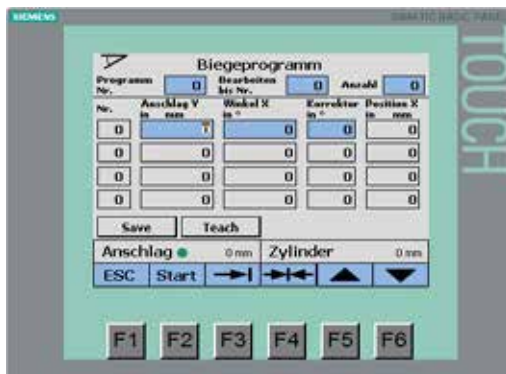 SIEMENS
SIMATIC BASIC PANEL
TOUCH
Biegeprogramm
Programm Nr. 0 Bearbeiten bis Nr. 0 Anzahl 0
Nr. Anschlag Y in mm Winkel X in ° Korrektur in ° Position X in mm
0 0 0 0
0 0 0 0 0
0 0 0 0 0
0 0 0 0 0
Save Teach
Anschlag 0 mm Zylinder 0 mm
ESC Start
F1 F2 F3 F4 F5 F6